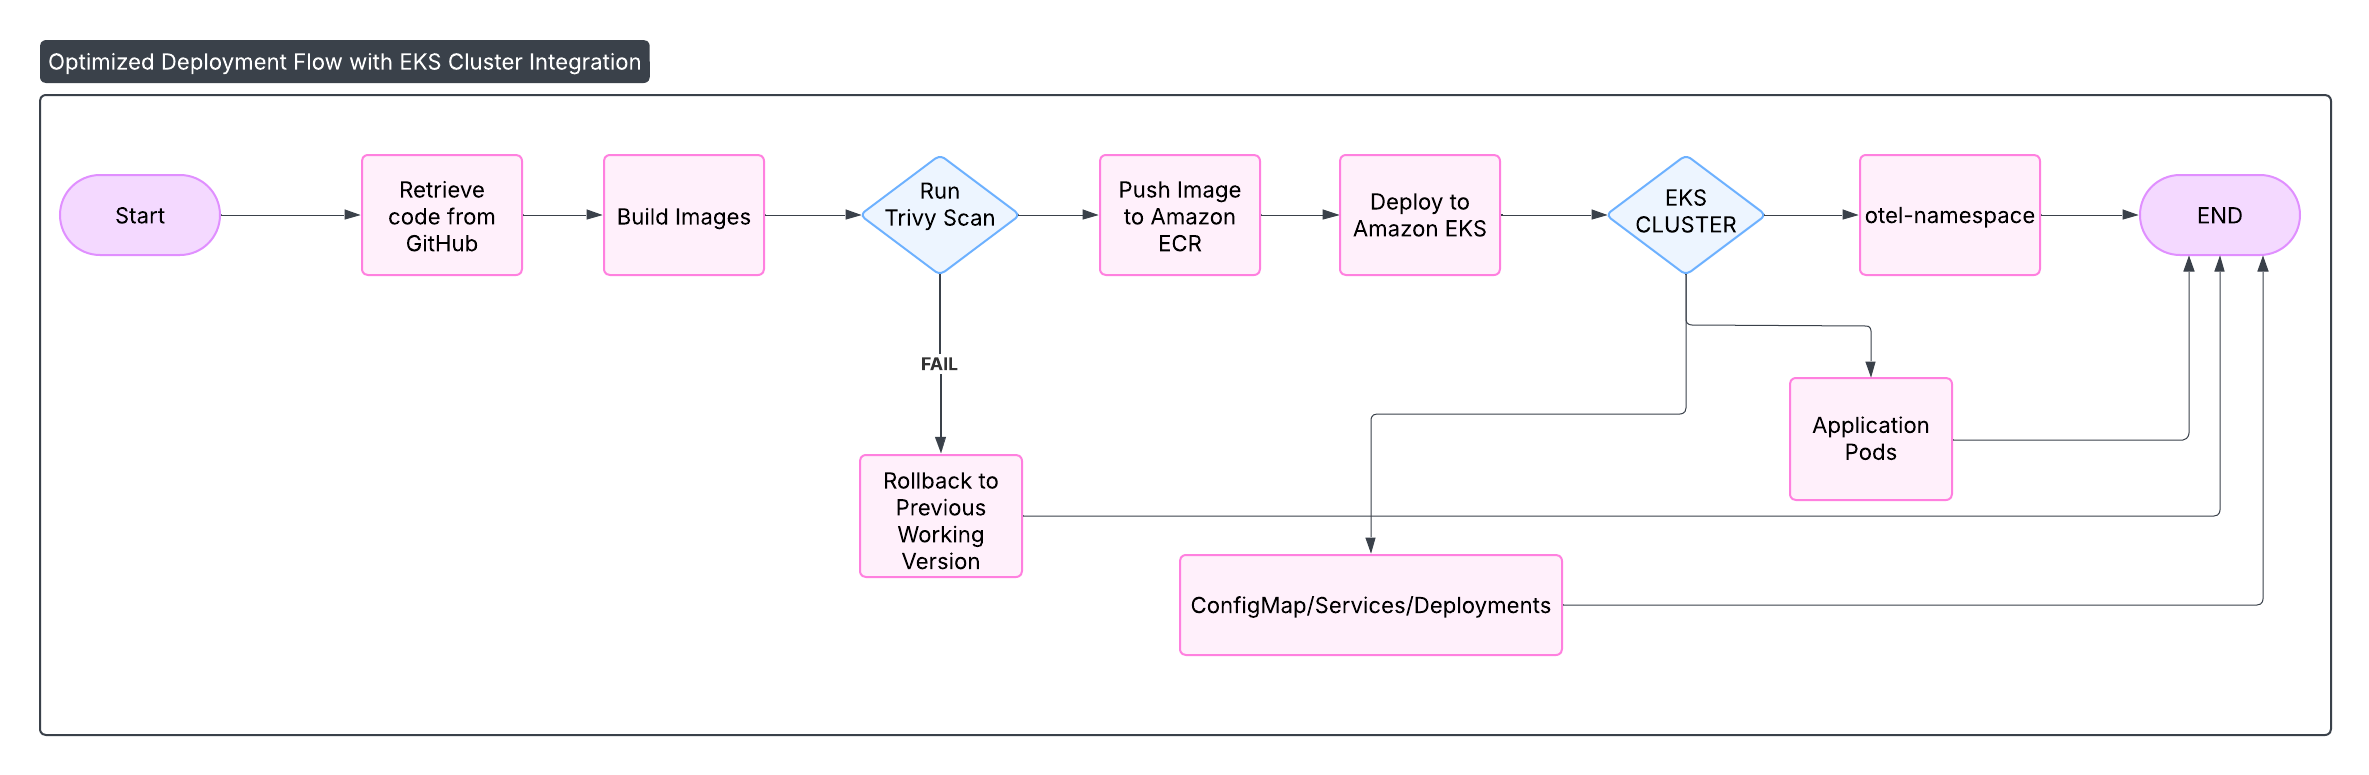 Optimized Deployment Flow with EKS Cluster Integration
Start
Retrieve
code from
GitHub
Build Images
Run
Trivy Scan
Push Image
to Amazon
ECR
Deploy to
Amazon EKS
EKS
CLUSTER
otel-namespace
END
FAIL
Application
Pods
Rollback to
Previous
Working
Version
ConfigMap/Services/Deployments